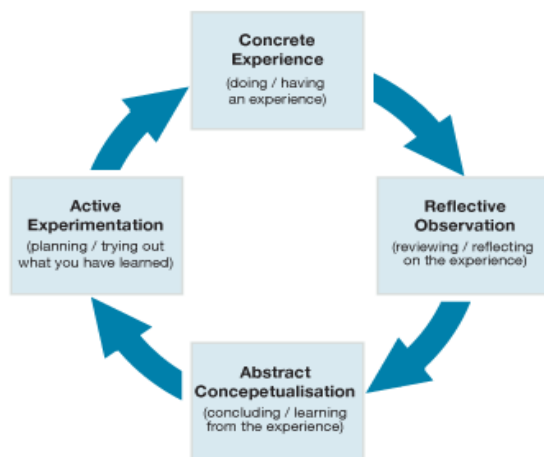 Concrete
Experience
(doing / having
an experience)
Active
Experimentation
(planning / trying out
what you have learned)
Reflective
Observation
(reviewing / reflecting
on the experience)
Abstract
Concepetualisation
(concluding / learning
from the experience)